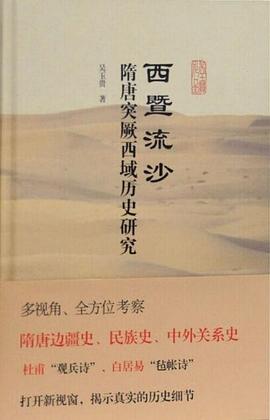 西暨流沙
隋唐突厥西域历史研究
吴玉贵 著
多视角、全方位考察
隋唐边疆史、民族史、中外关系史
杜甫“观兵诗”、白居易“毡帐诗”
打开新视窗，揭示真实的历史细节